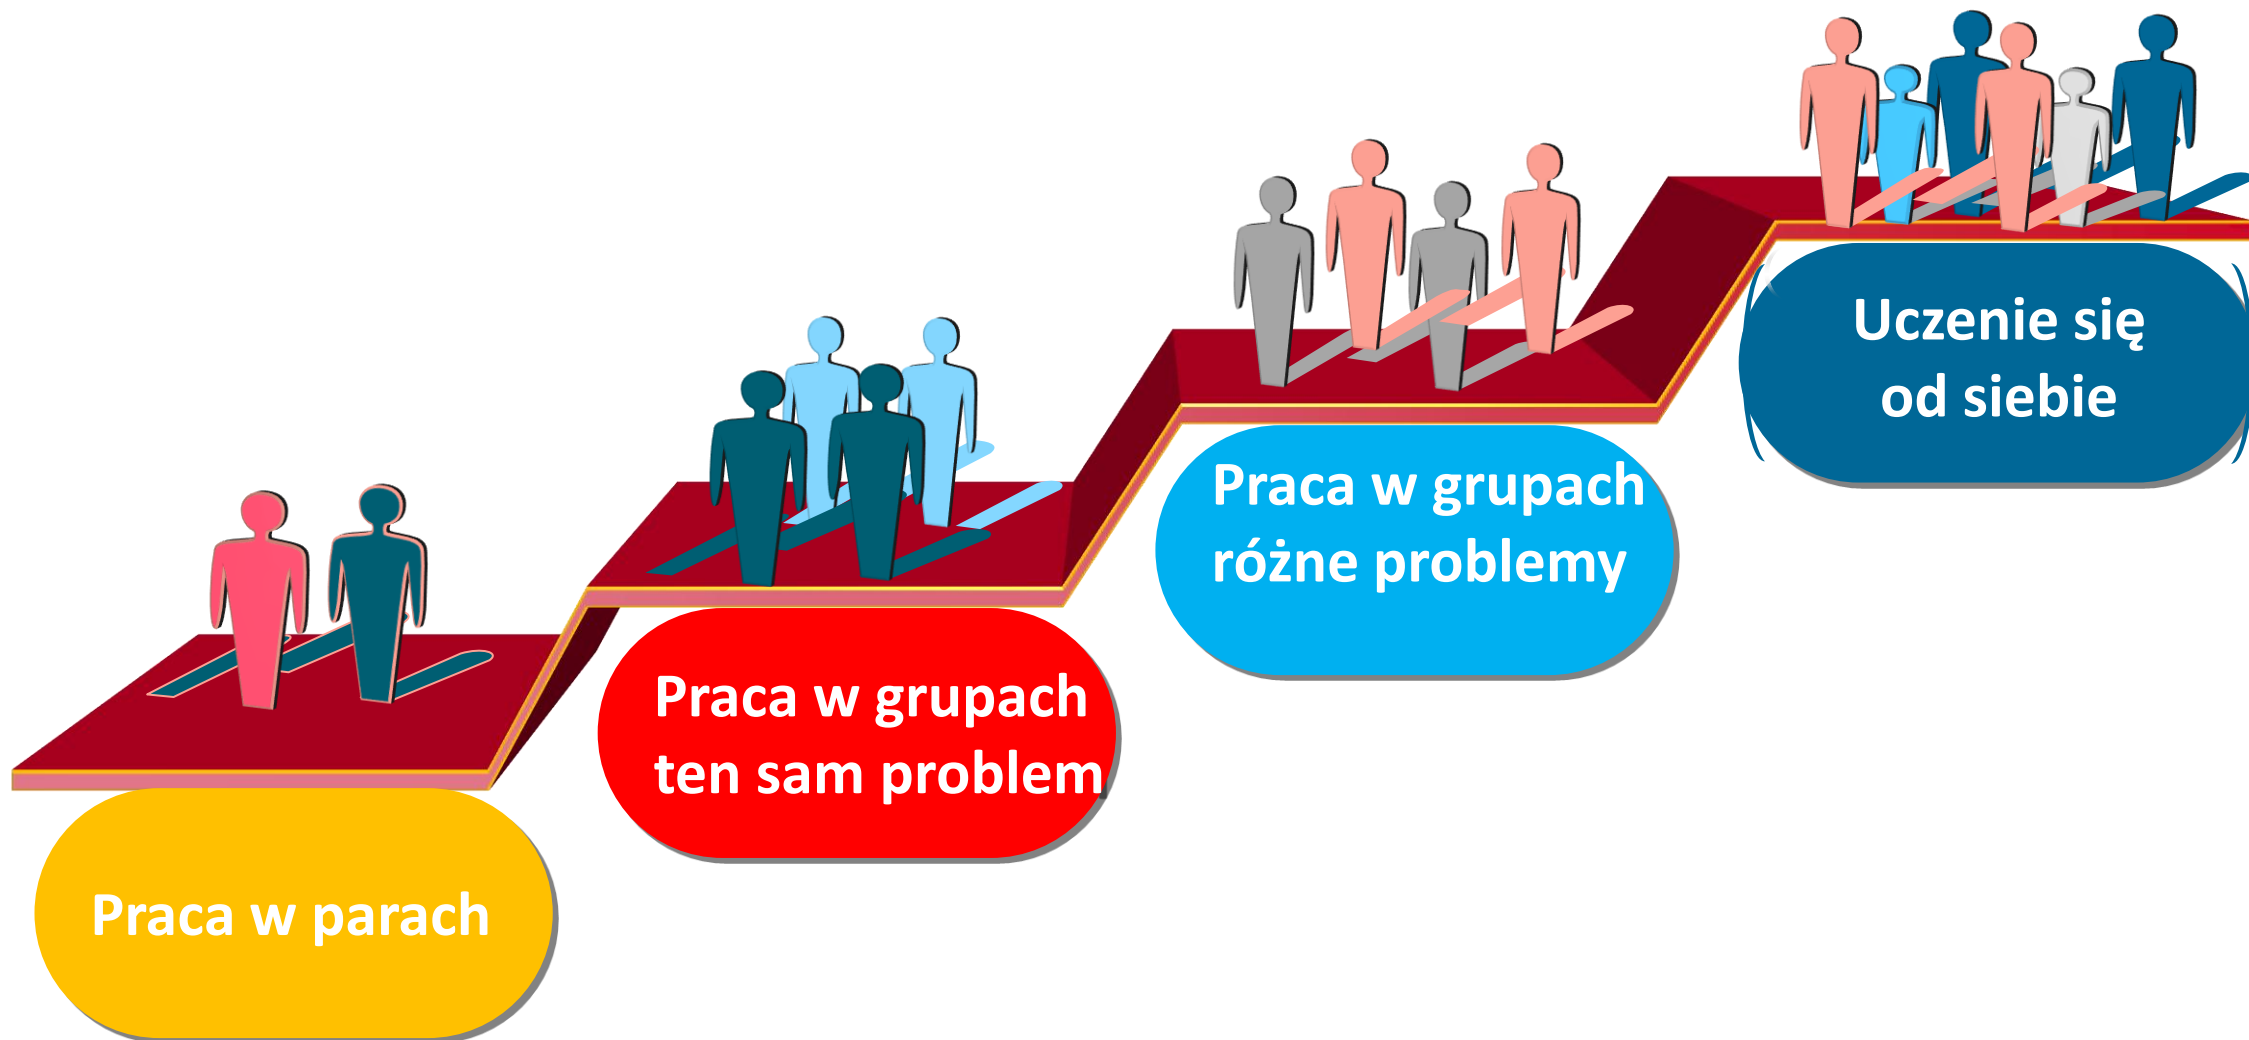 Uczenie się
od siebie
Praca w grupach
różne problemy
Praca w grupach
ten sam problem
Praca w parach